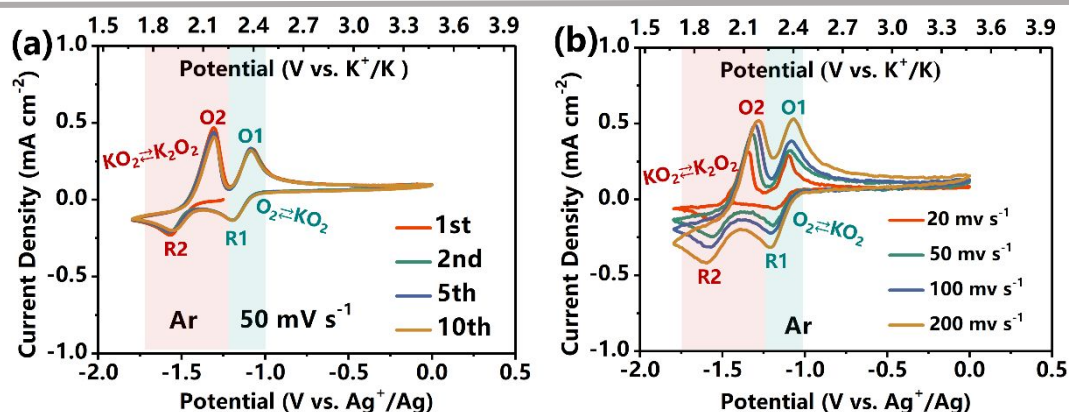 (a)
1.5 1.8 2.1 2.4 2.7 3.0 3.3 3.6 3.9
Potential (V vs. K⁺/K )
1.0
0.5
0.0
-0.5
-1.0
Current Density (mA cm⁻²)
O2
O1
KO₂⇄K₂O₂
O₂⇄KO₂
R2
R1
1st
2nd
5th
10th
Ar 50 mV s⁻¹
-2.0 -1.5 -1.0 -0.5 0.0 0.5
Potential (V vs. Ag⁺/Ag)
(b)
1.5 1.8 2.1 2.4 2.7 3.0 3.3 3.6 3.9
Potential (V vs. K⁺/K)
1.0
0.5
0.0
-0.5
-1.0
Current Density (mA cm⁻²)
O2
O1
KO₂⇄K₂O₂
O₂⇄KO₂
R2
R1
20 mv s⁻¹
50 mv s⁻¹
100 mv s⁻¹
200 mv s⁻¹
Ar
-2.0 -1.5 -1.0 -0.5 0.0 0.5
Potential (V vs. Ag⁺/Ag)